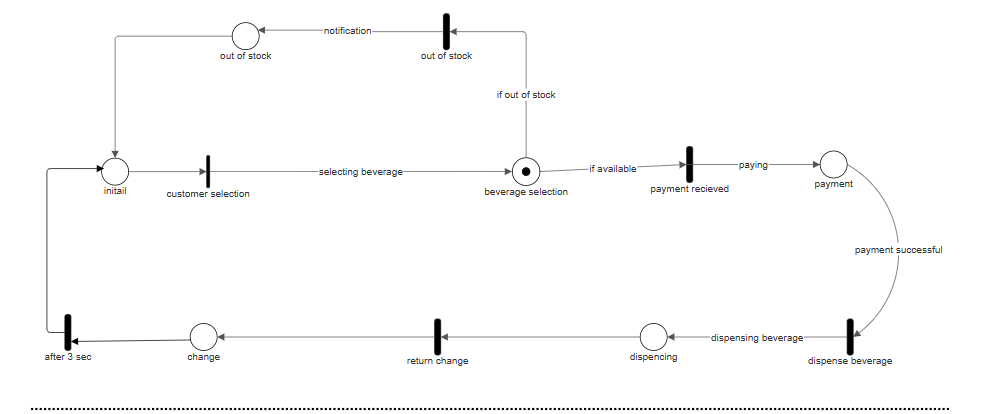 notification
out of stock
out of stock
if out of stock
selecting beverage
if available
paying
initail
customer selection
beverage selection
payment recieved
payment
payment successful
dispensing beverage
after 3 sec
change
return change
dispencing
dispense beverage